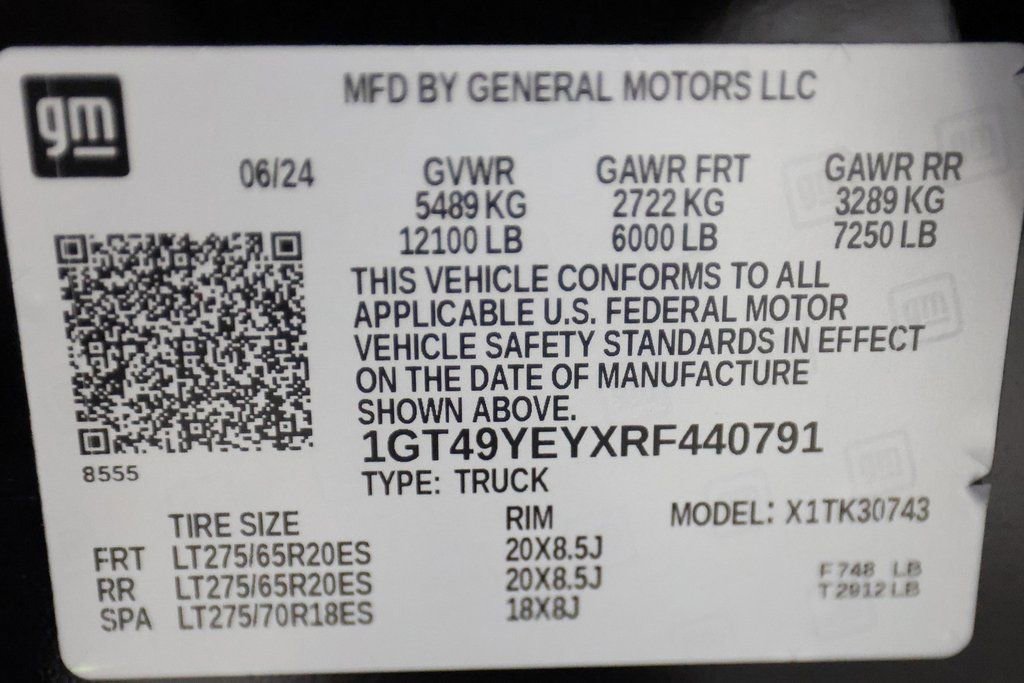 gm
MFD BY GENERAL MOTORS LLC
06/24 GVWR GAWR FRT GAWR RR
5489 KG 2722 KG 3289 KG
12100 LB 6000 LB 7250 LB
THIS VEHICLE CONFORMS TO ALL
APPLICABLE U.S. FEDERAL MOTOR
VEHICLE SAFETY STANDARDS IN EFFECT
ON THE DATE OF MANUFACTURE
SHOWN ABOVE.
1GT49YEYXRF440791
8555
TYPE: TRUCK
TIRE SIZE RIM MODEL: X1TK30743
FRT LT275/65R20ES 20X8.5J
RR LT275/65R20ES 20X8.5J
SPA LT275/70R18ES 18X8J
F 748 LB
T 2912 LB